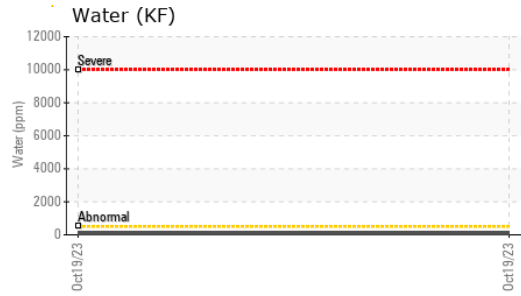 Water (KF)
12000
10000
8000
6000
4000
2000
0
Water (ppm)
Severe
Abnormal
Oct19/23
Oct19/23